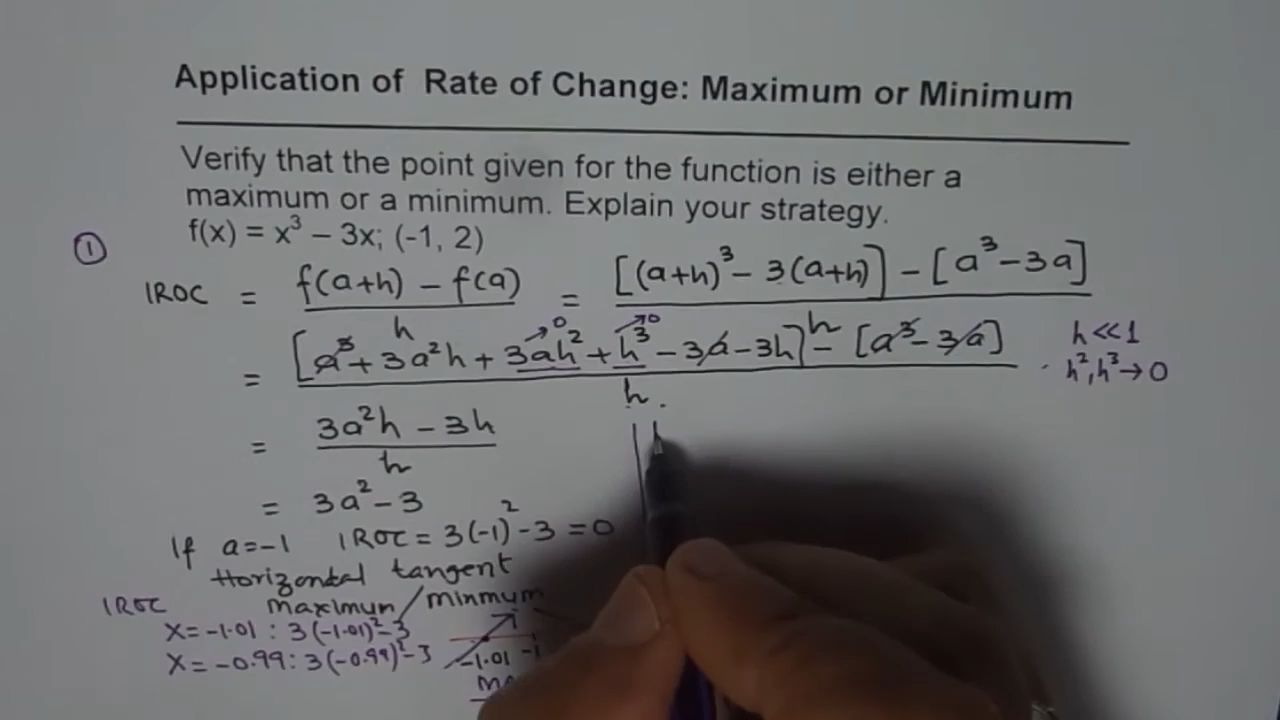 Application of Rate of Change: Maximum or Minimum
Verify that the point given for the function is either a
maximum or a minimum. Explain your strategy.
① f(x) = x³ – 3x; (-1, 2)
IROC = f(a+h) – f(a) / h = [(a+h)³ – 3(a+h)] – [a³ – 3a] / h
= [a³ + 3a²h + 3ah² →0 + h³ →0 – 3a – 3h] – [a³ – 3a] / h . h << 1
h², h³ → 0
= 3a²h – 3h / h
= 3a² – 3
If a = –1 IROC = 3(–1)² – 3 = 0
Horizontal tangent
maximum / minmum
IROC
x = –1.01 : 3(–1.01)² – 3
x = –0.99 : 3(–0.99)² – 3
–1.01 –1